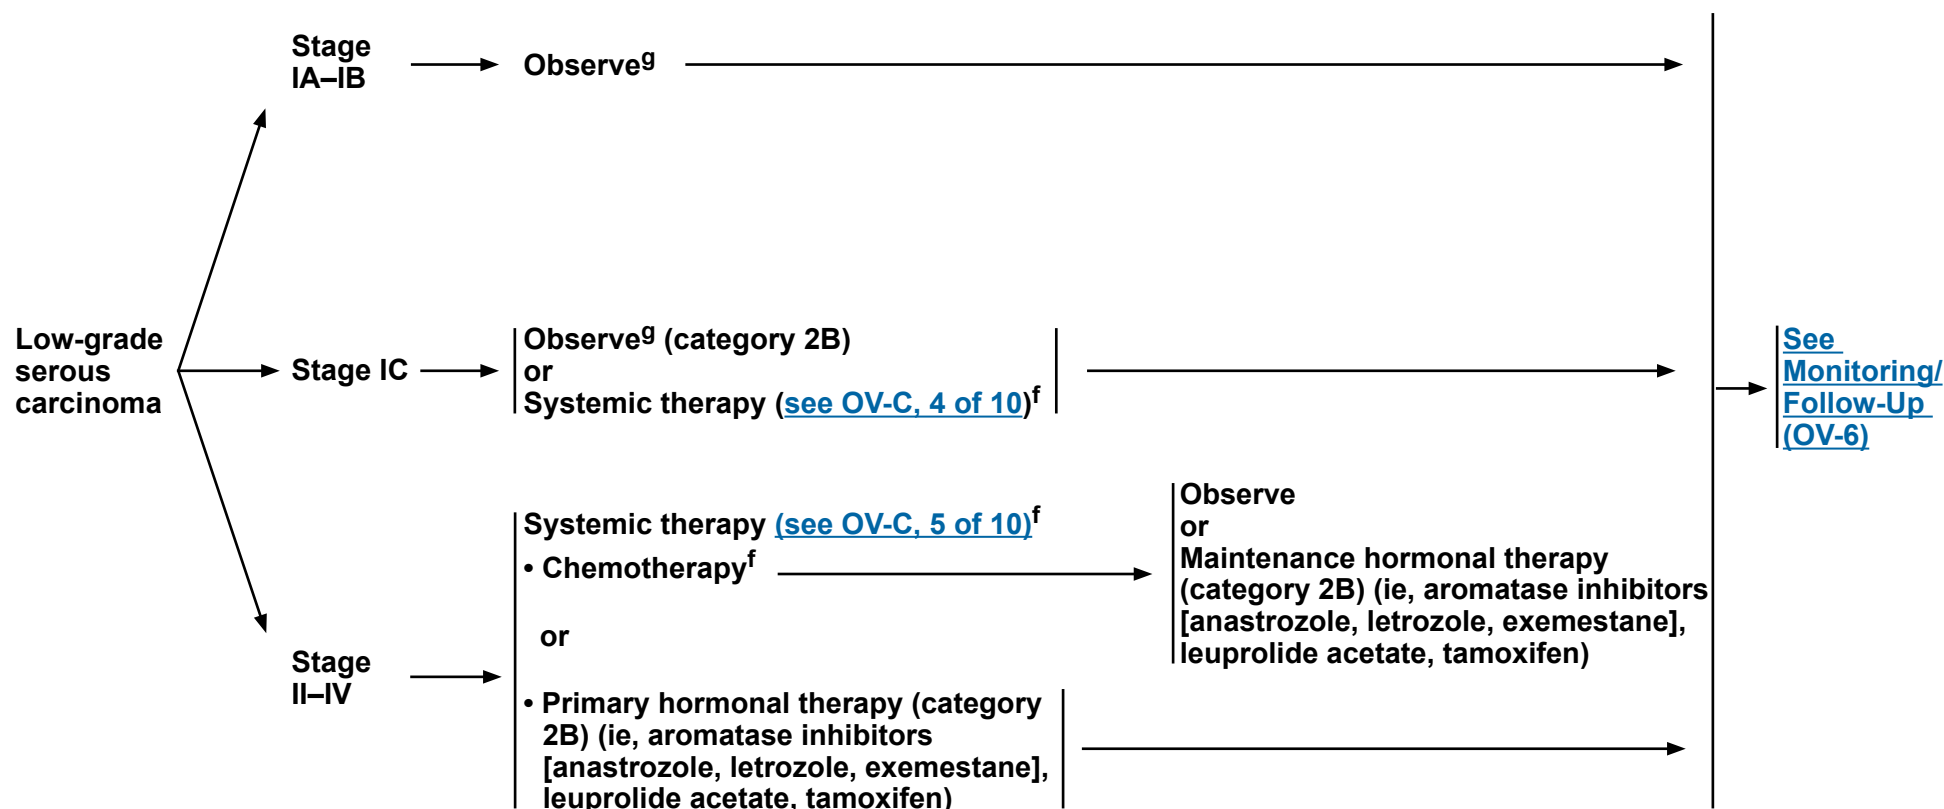 Stage
IA–IB
Observeg
Low-grade
serous
carcinoma
Stage IC
Observeg (category 2B)
or
Systemic therapy (see OV-C, 4 of 10)f
Stage
II–IV
Systemic therapy (see OV-C, 5 of 10)f
• Chemotherapyf
or
• Primary hormonal therapy (category
2B) (ie, aromatase inhibitors
[anastrozole, letrozole, exemestane],
leuprolide acetate, tamoxifen)
Observe
or
Maintenance hormonal therapy
(category 2B) (ie, aromatase inhibitors
[anastrozole, letrozole, exemestane],
leuprolide acetate, tamoxifen)
See
Monitoring/
Follow-Up
(OV-6)